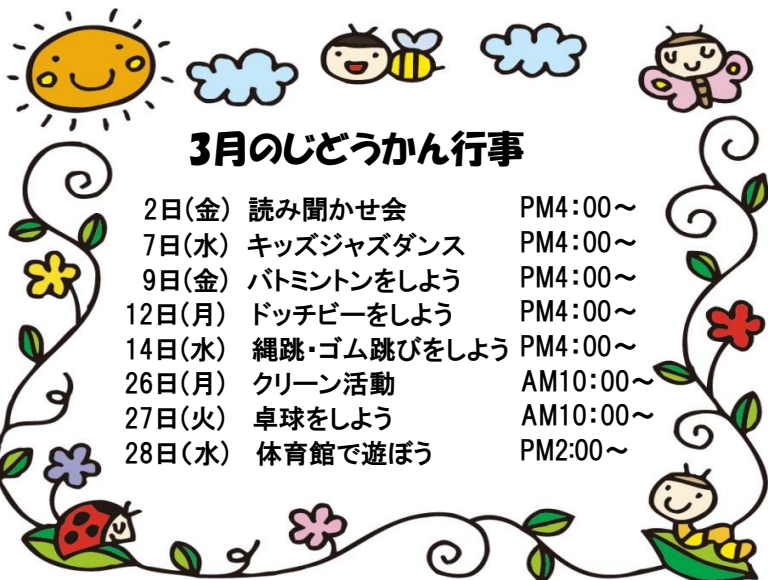 3月のじどうかん行事
2日(金) 読み聞かせ会 PM4:00～
7日(水) キッズジャズダンス PM4:00～
9日(金) バトミントンをしよう PM4:00～
12日(月) ドッチビーをしよう PM4:00～
14日(水) 縄跳・ゴム跳びをしよう PM4:00～
26日(月) クリーン活動 AM10:00～
27日(火) 卓球をしよう AM10:00～
28日(水) 体育館で遊ぼう PM2:00～